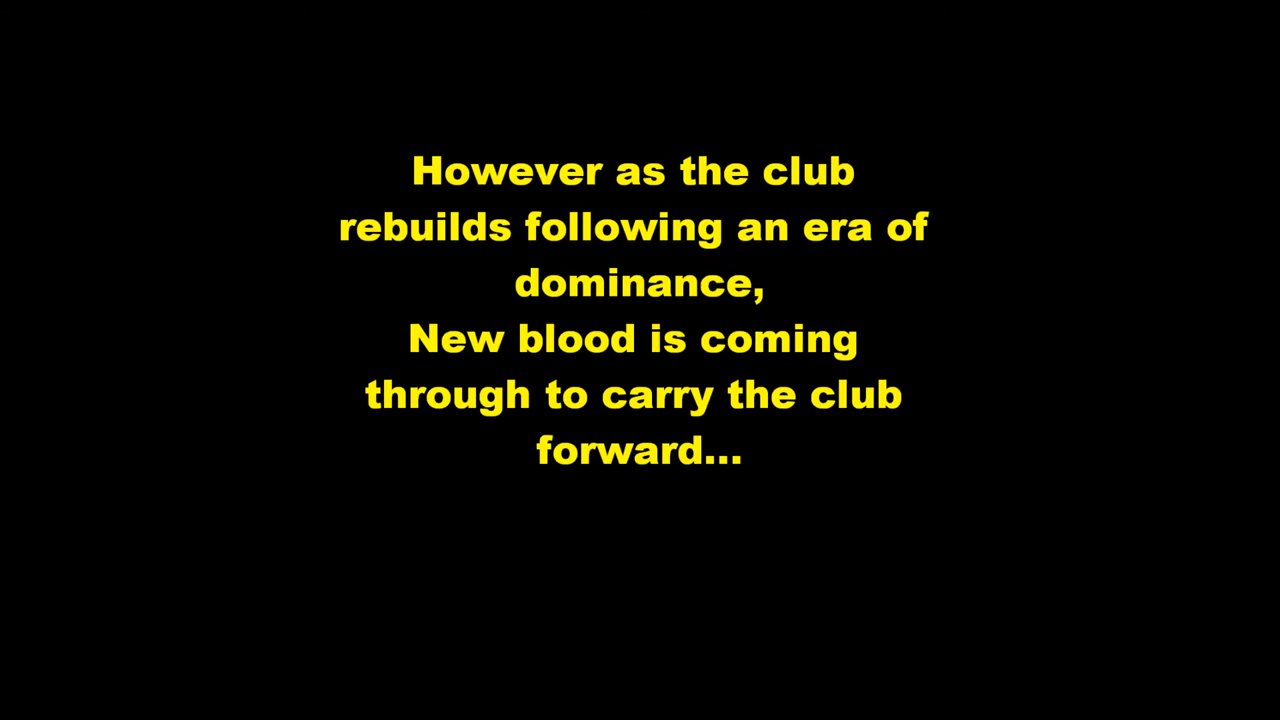 However as the club
rebuilds following an era of
dominance,
New blood is coming
through to carry the club
forward...